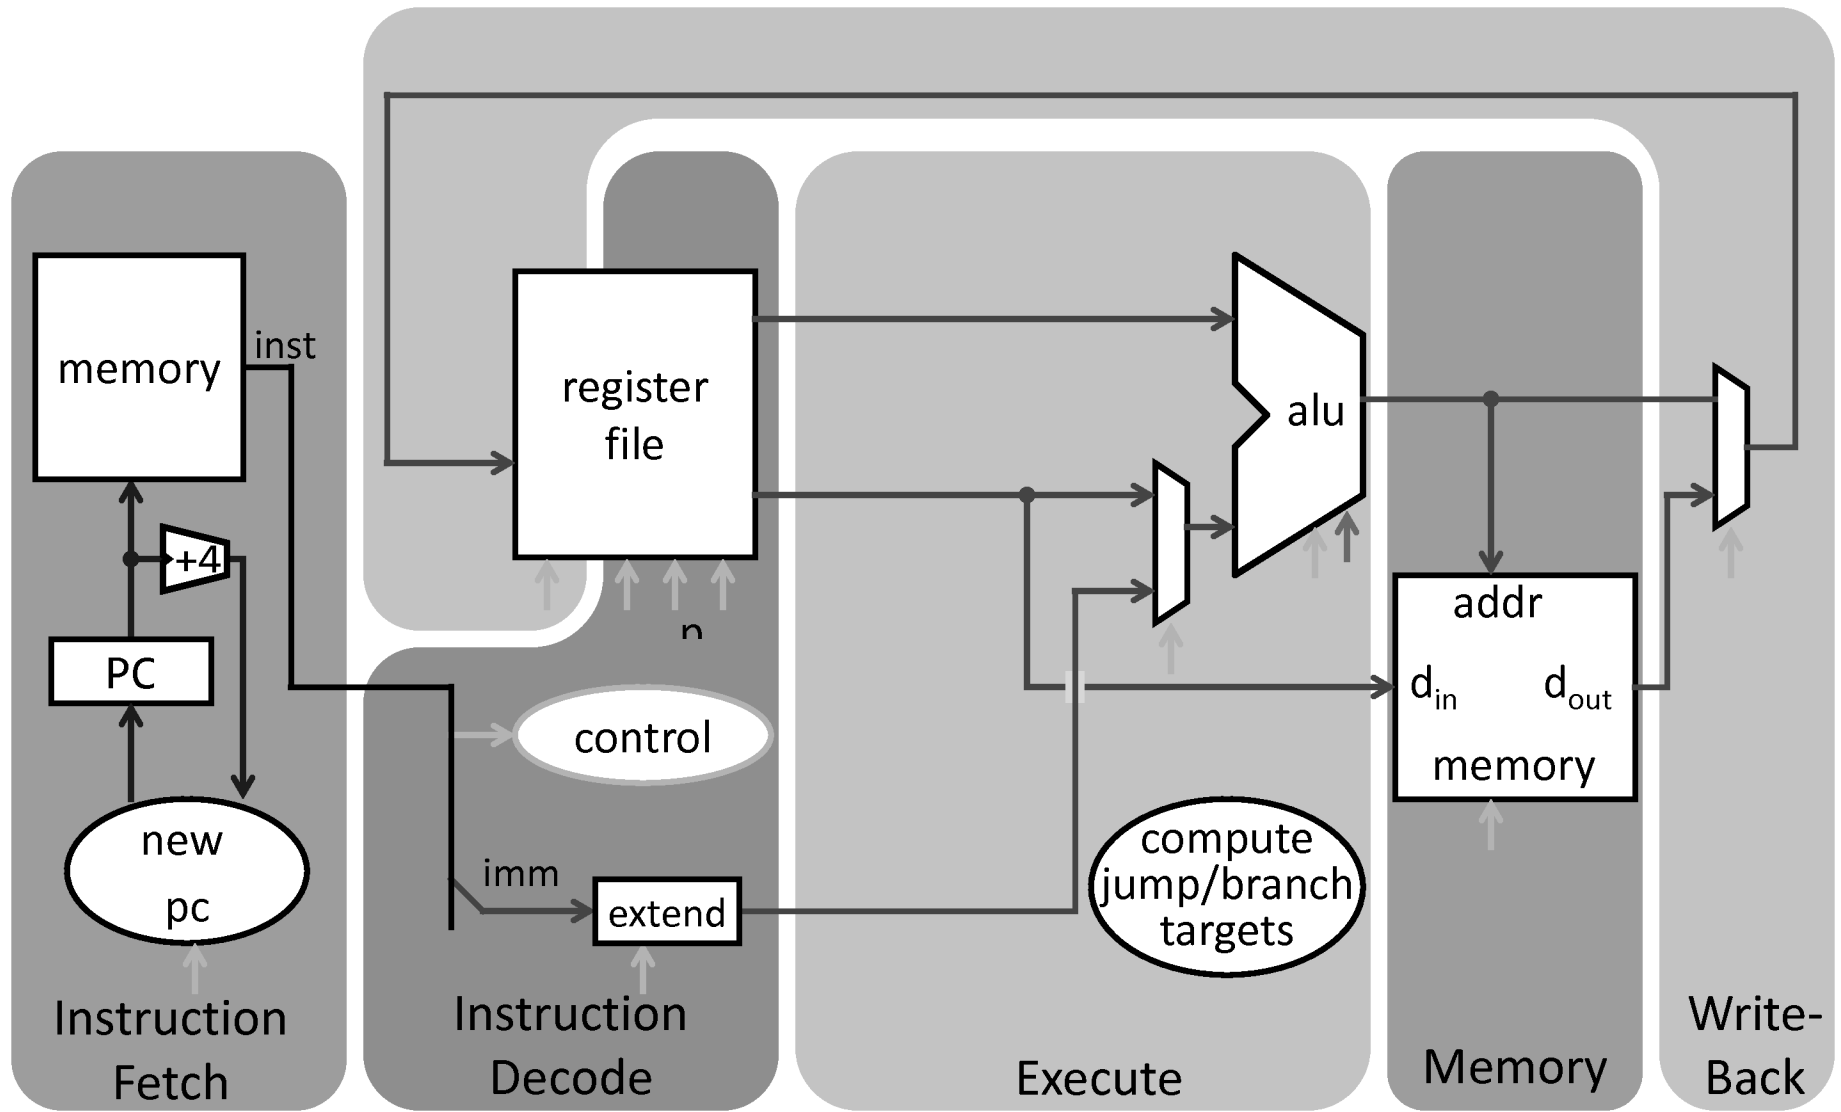 memory
inst
+4
PC
new
pc
Instruction
Fetch
register
file
control
imm
extend
Instruction
Decode
alu
compute
jump/branch
targets
Execute
addr
din
dout
memory
Memory
Write-
Back